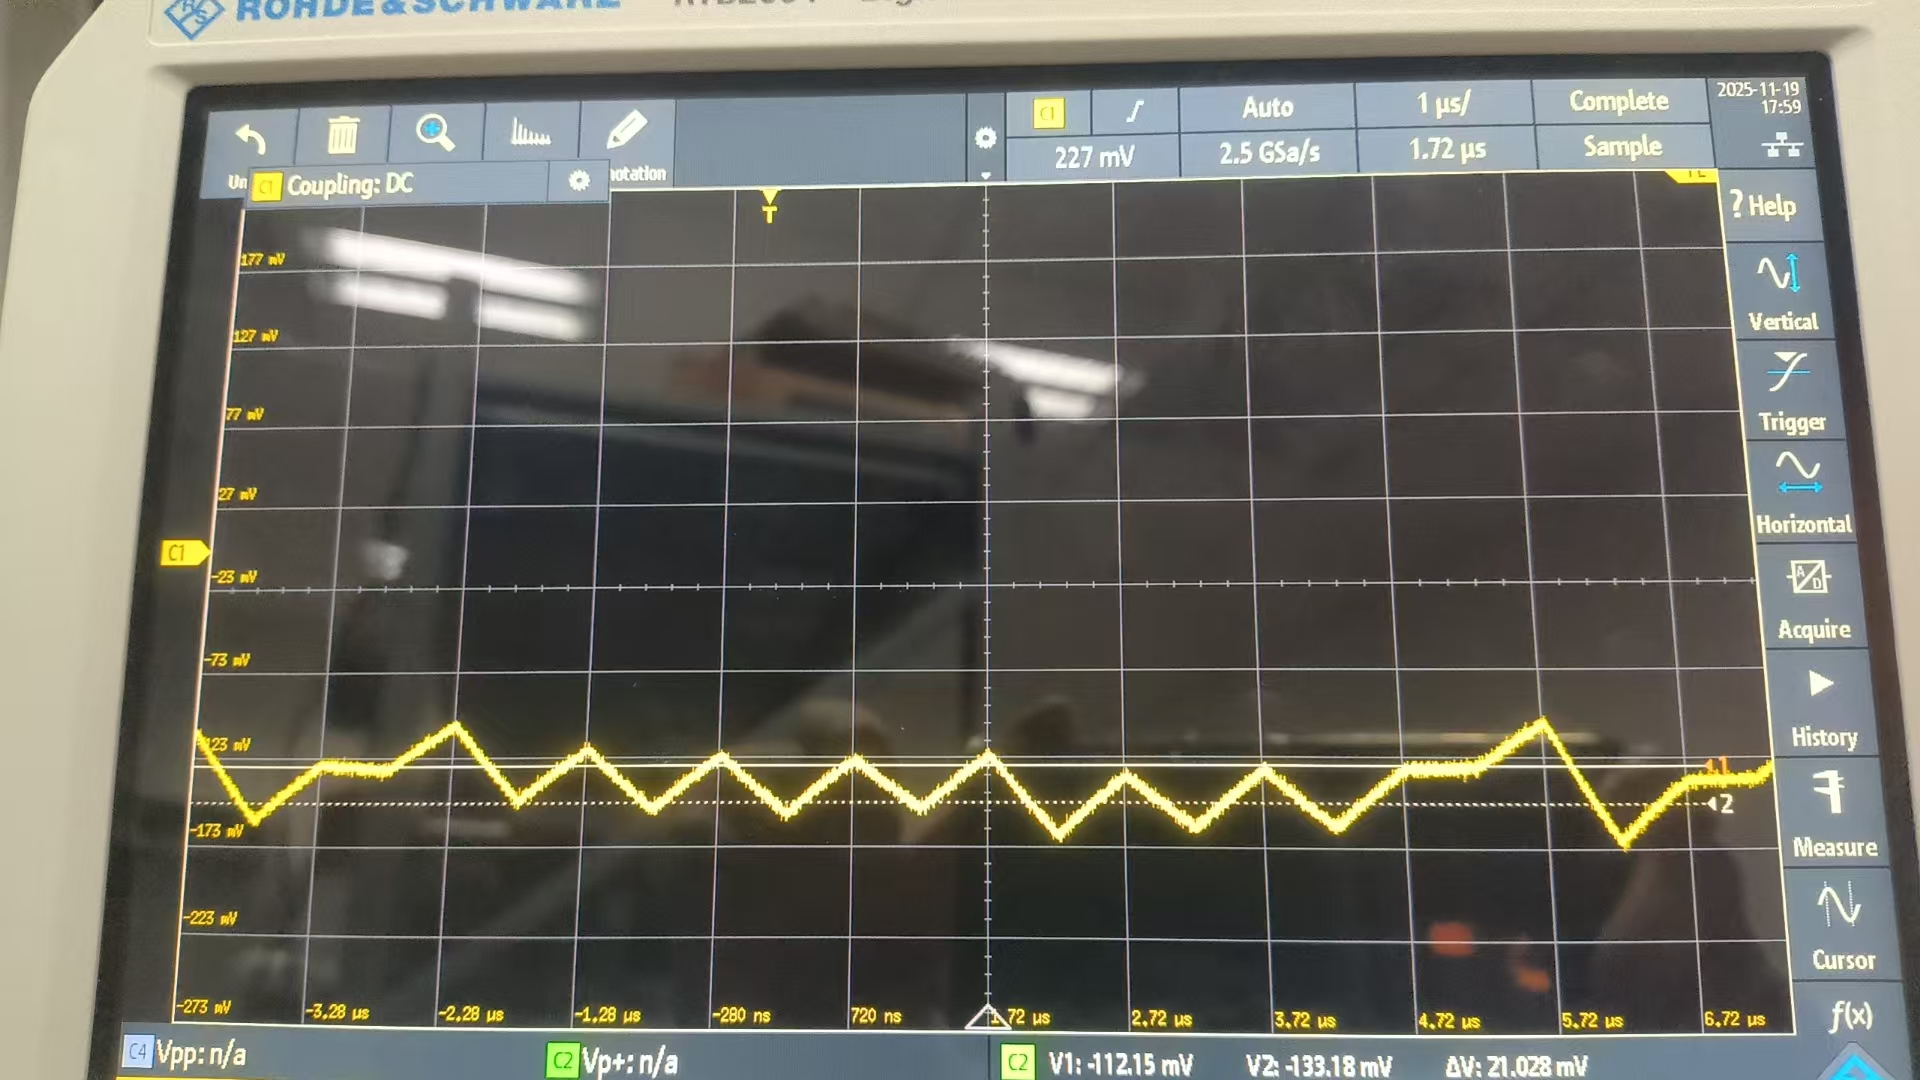 ROHDE & SCHWARZ
C1
Auto
1 µs/
Complete
2025-11-19
17:59
227 mV
2.5 GSa/s
1.72 µs
Sample
Un
C1 Coupling: DC
notation
T
TL
? Help
177 mV
127 mV
77 mV
27 mV
C1
-23 mV
-73 mV
-123 mV
-173 mV
-223 mV
-273 mV
Vertical
Trigger
Horizontal
A/D
Acquire
History
Measure
Cursor
f(x)
1
2
-3.28 µs
-2.28 µs
-1.28 µs
-280 ns
720 ns
1.72 µs
2.72 µs
3.72 µs
4.72 µs
5.72 µs
6.72 µs
C4 Vpp: n/a
C2 Vp+: n/a
C2 V1: -112.15 mV V2: -133.18 mV ΔV: 21.028 mV